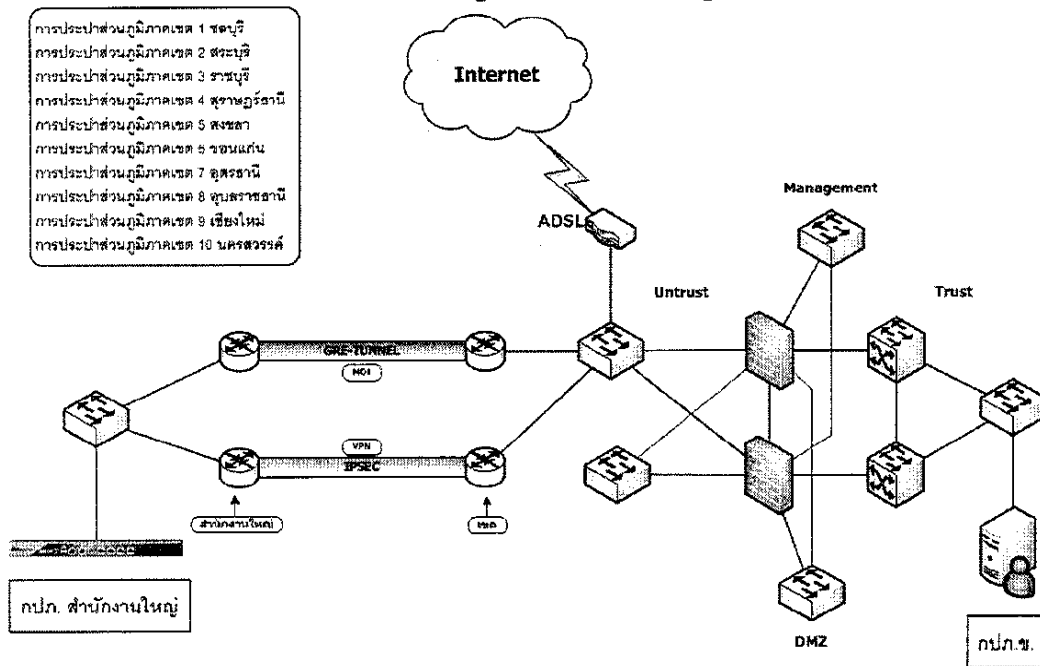 การประปาส่วนภูมิภาคเขต 1 ชลบุรี
การประปาส่วนภูมิภาคเขต 2 สระบุรี
การประปาส่วนภูมิภาคเขต 3 ราชบุรี
การประปาส่วนภูมิภาคเขต 4 สุราษฎร์ธานี
การประปาส่วนภูมิภาคเขต 5 สงขลา
การประปาส่วนภูมิภาคเขต 6 ขอนแก่น
การประปาส่วนภูมิภาคเขต 7 อุดรธานี
การประปาส่วนภูมิภาคเขต 8 อุบลราชธานี
การประปาส่วนภูมิภาคเขต 9 เชียงใหม่
การประปาส่วนภูมิภาคเขต 10 นครสวรรค์
Internet
ADSL
Management
Untrust
Trust
GRE-TUNNEL
MOI
VPN
IPSEC
สำนักงานใหญ่
เขต
กปภ. สำนักงานใหญ่
DMZ
กปภ.ข.